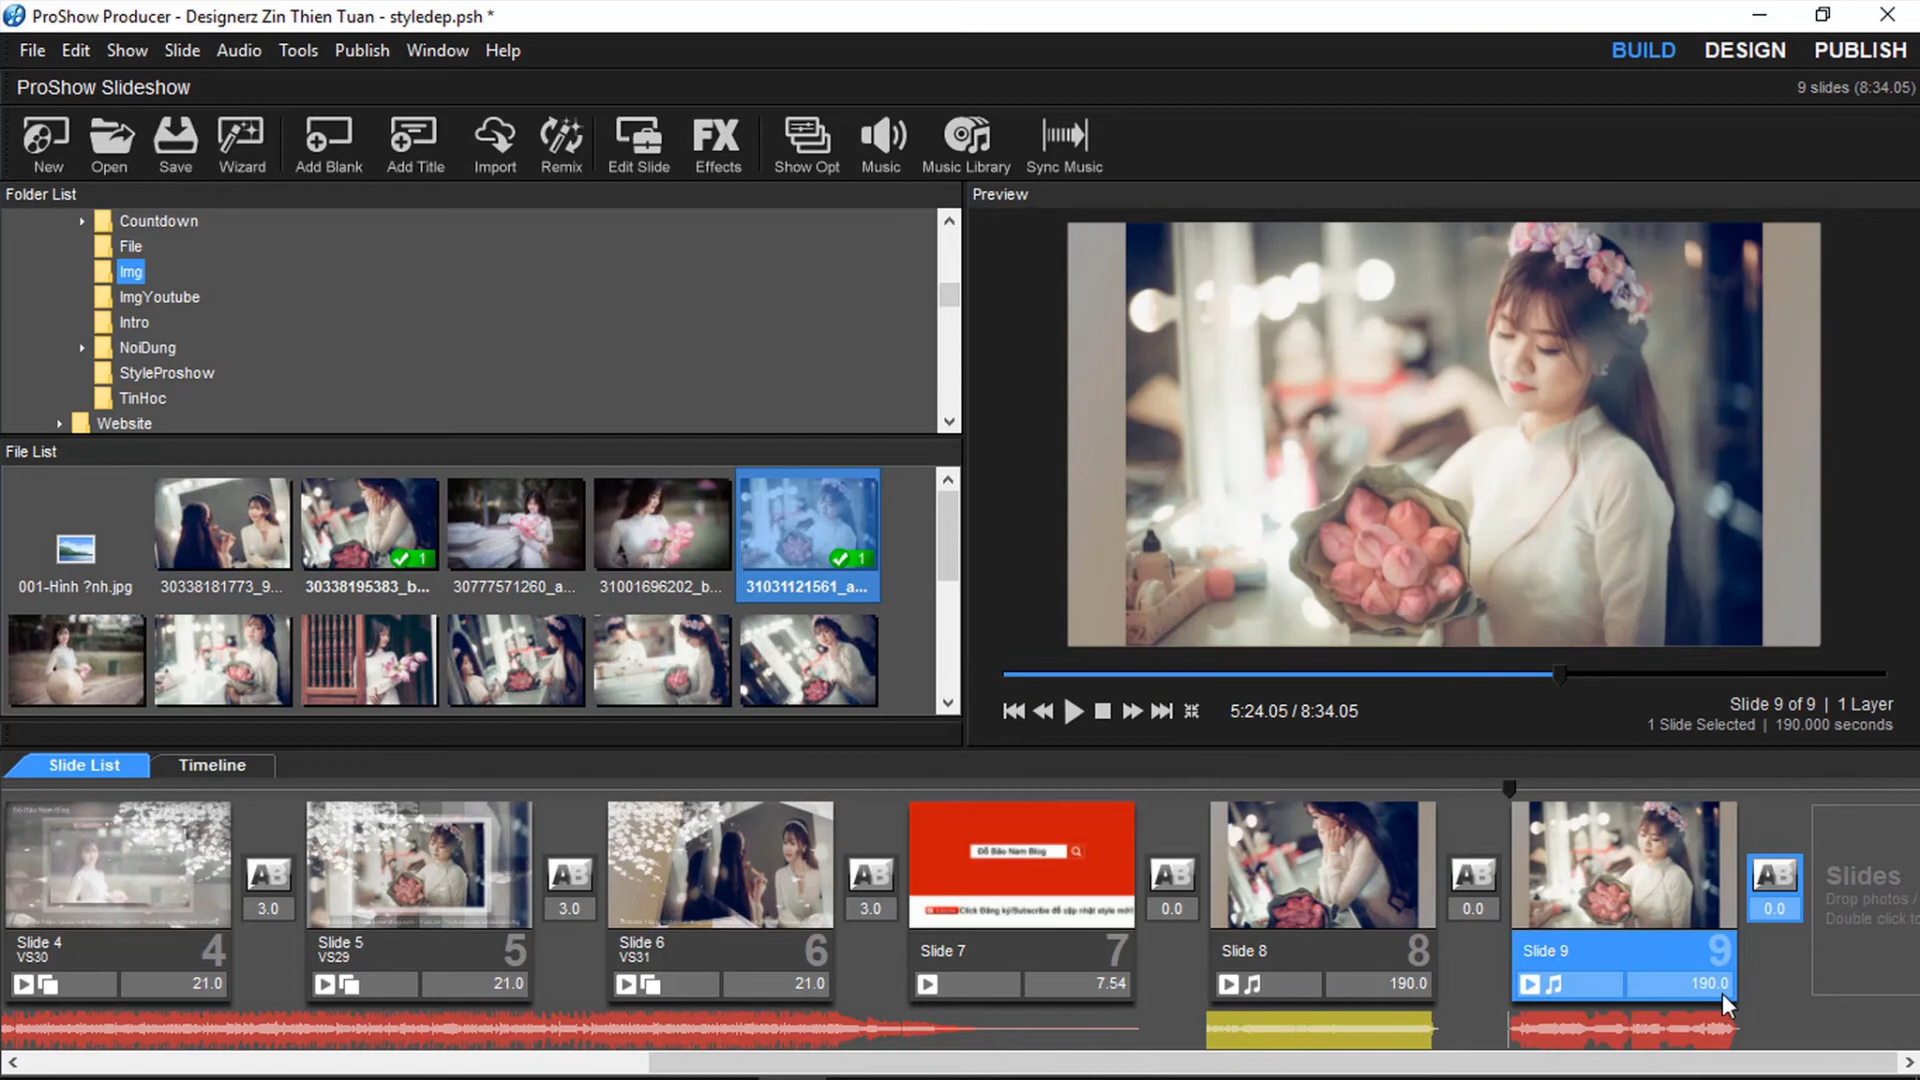 ProShow Producer - Designerz Zin Thien Tuan - styledep.psh *
File Edit Show Slide Audio Tools Publish Window Help
BUILD DESIGN PUBLISH
ProShow Slideshow
9 slides (8:34.05)
New Open Save Wizard Add Blank Add Title Import Remix Edit Slide FX Effects Show Opt Music Music Library Sync Music
Folder List
Preview
Countdown
File
Img
ImgYoutube
Intro
NoiDung
StyleProshow
TinHoc
Website
File List
1
1
001-Hình ?nh.jpg 30338181773_9... 30338195383_b... 30777571260_a... 31001696202_b... 31031121561_a...
5:24.05 / 8:34.05
Slide 9 of 9 | 1 Layer
1 Slide Selected | 190.000 seconds
Slide List Timeline
Đỗ Bảo Nam Blog
Đỗ Bảo Nam Blog
Click Đăng ký/Subscribe để cập nhật style mới!
AB AB AB AB AB AB
3.0 3.0 3.0 0.0 0.0 0.0
Slides
Drop photos /
Double click to
Slide 4 VS30 4
Slide 5 VS29 5
Slide 6 VS31 6
Slide 7 7
Slide 8 8
Slide 9 9
21.0 21.0 21.0 7.54 190.0 190.0